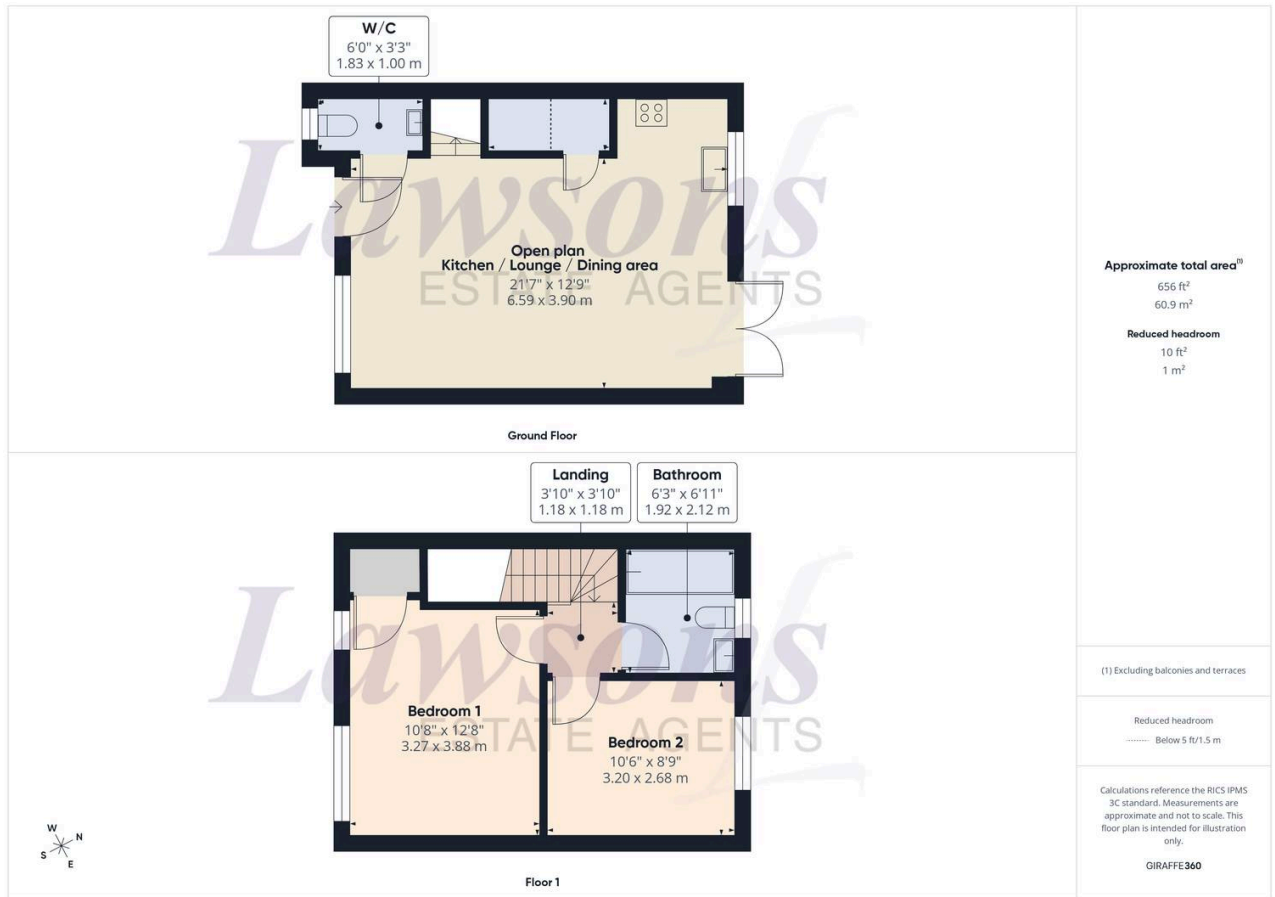 W/C
6'0" x 3'3"
1.83 x 1.00 m
Lawsons
ESTATE AGENTS
Open plan
Kitchen / Lounge / Dining area
21'7" x 12'9"
6.59 x 3.90 m
Ground Floor
Landing
3'10" x 3'10"
1.18 x 1.18 m
Bathroom
6'3" x 6'11"
1.92 x 2.12 m
Lawsons
ESTATE AGENTS
Bedroom 1
10'8" x 12'8"
3.27 x 3.88 m
Bedroom 2
10'6" x 8'9"
3.20 x 2.68 m
W
N
S
E
Floor 1
Approximate total area(1)
656 ft²
60.9 m²
Reduced headroom
10 ft²
1 m²
(1) Excluding balconies and terraces
Reduced headroom
Below 5 ft/1.5 m
Calculations reference the RICS IPMS
3C standard. Measurements are
approximate and not to scale. This
floor plan is intended for illustration
only.
GIRAFFE360